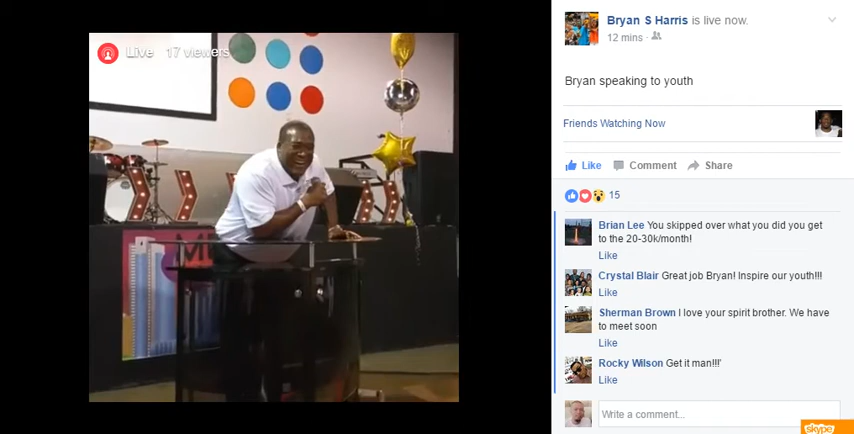 Live 17 viewers
Bryan S Harris is live now.
12 mins ·
Bryan speaking to youth
Friends Watching Now
Like Comment Share
15
Brian Lee You skipped over what you did you get
to the 20-30k/month!
Like
Crystal Blair Great job Bryan! Inspire our youth!!!
Like
Sherman Brown I love your spirit brother. We have
to meet soon
Like
Rocky Wilson Get it man!!!'
Like
Write a comment...
skype